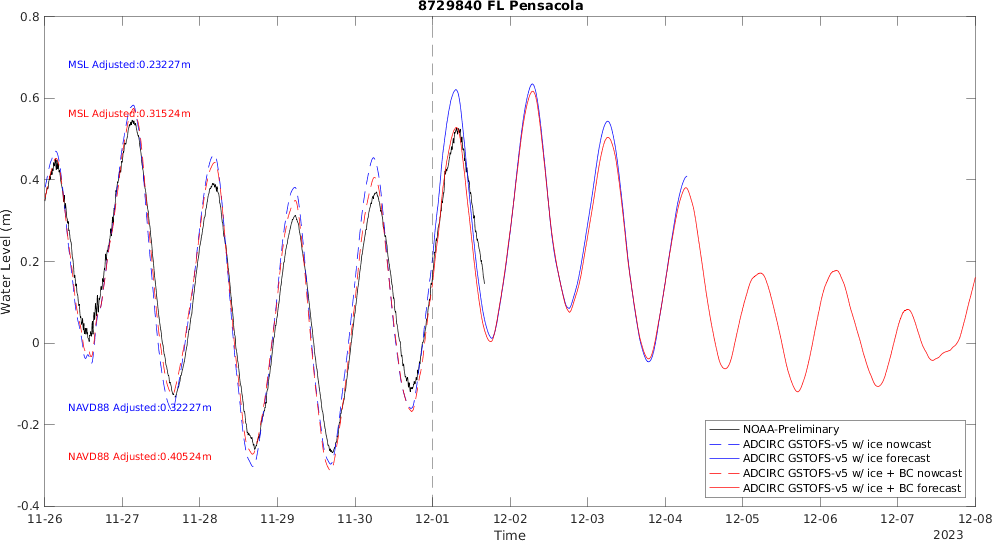 8729840 FL Pensacola
0.8
0.6
0.4
0.2
0
-0.2
-0.4
Water Level (m)
MSL Adjusted:0.23227m
MSL Adjusted:0.31524m
NAVD88 Adjusted:0.32227m
NAVD88 Adjusted:0.40524m
NOAA-Preliminary
ADCIRC GSTOFS-v5 w/ ice nowcast
ADCIRC GSTOFS-v5 w/ ice forecast
ADCIRC GSTOFS-v5 w/ ice + BC nowcast
ADCIRC GSTOFS-v5 w/ ice + BC forecast
11-26 11-27 11-28 11-29 11-30 12-01 12-02 12-03 12-04 12-05 12-06 12-07 12-08
Time
2023